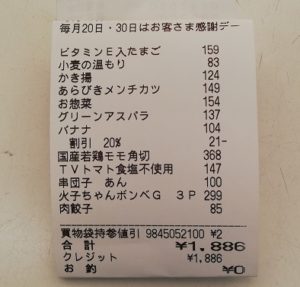 毎月20日・30日はお客さま感謝デー
ビタミンE入たまご 159
小麦の温もり 83
かき揚 124
あらびきメンチカツ 149
お惣菜 154
グリーンアスパラ 137
バナナ 104
割引 20% 21-
国産若鶏モモ角切 368
TVトマト食塩不使用 147
串団子 あん 100
火子ちゃんボンベG 3P 299
肉餃子 85
買物袋持参値引 9845052100 ¥2
合計 ¥1,886
クレジット ¥1,886
お釣 ¥0